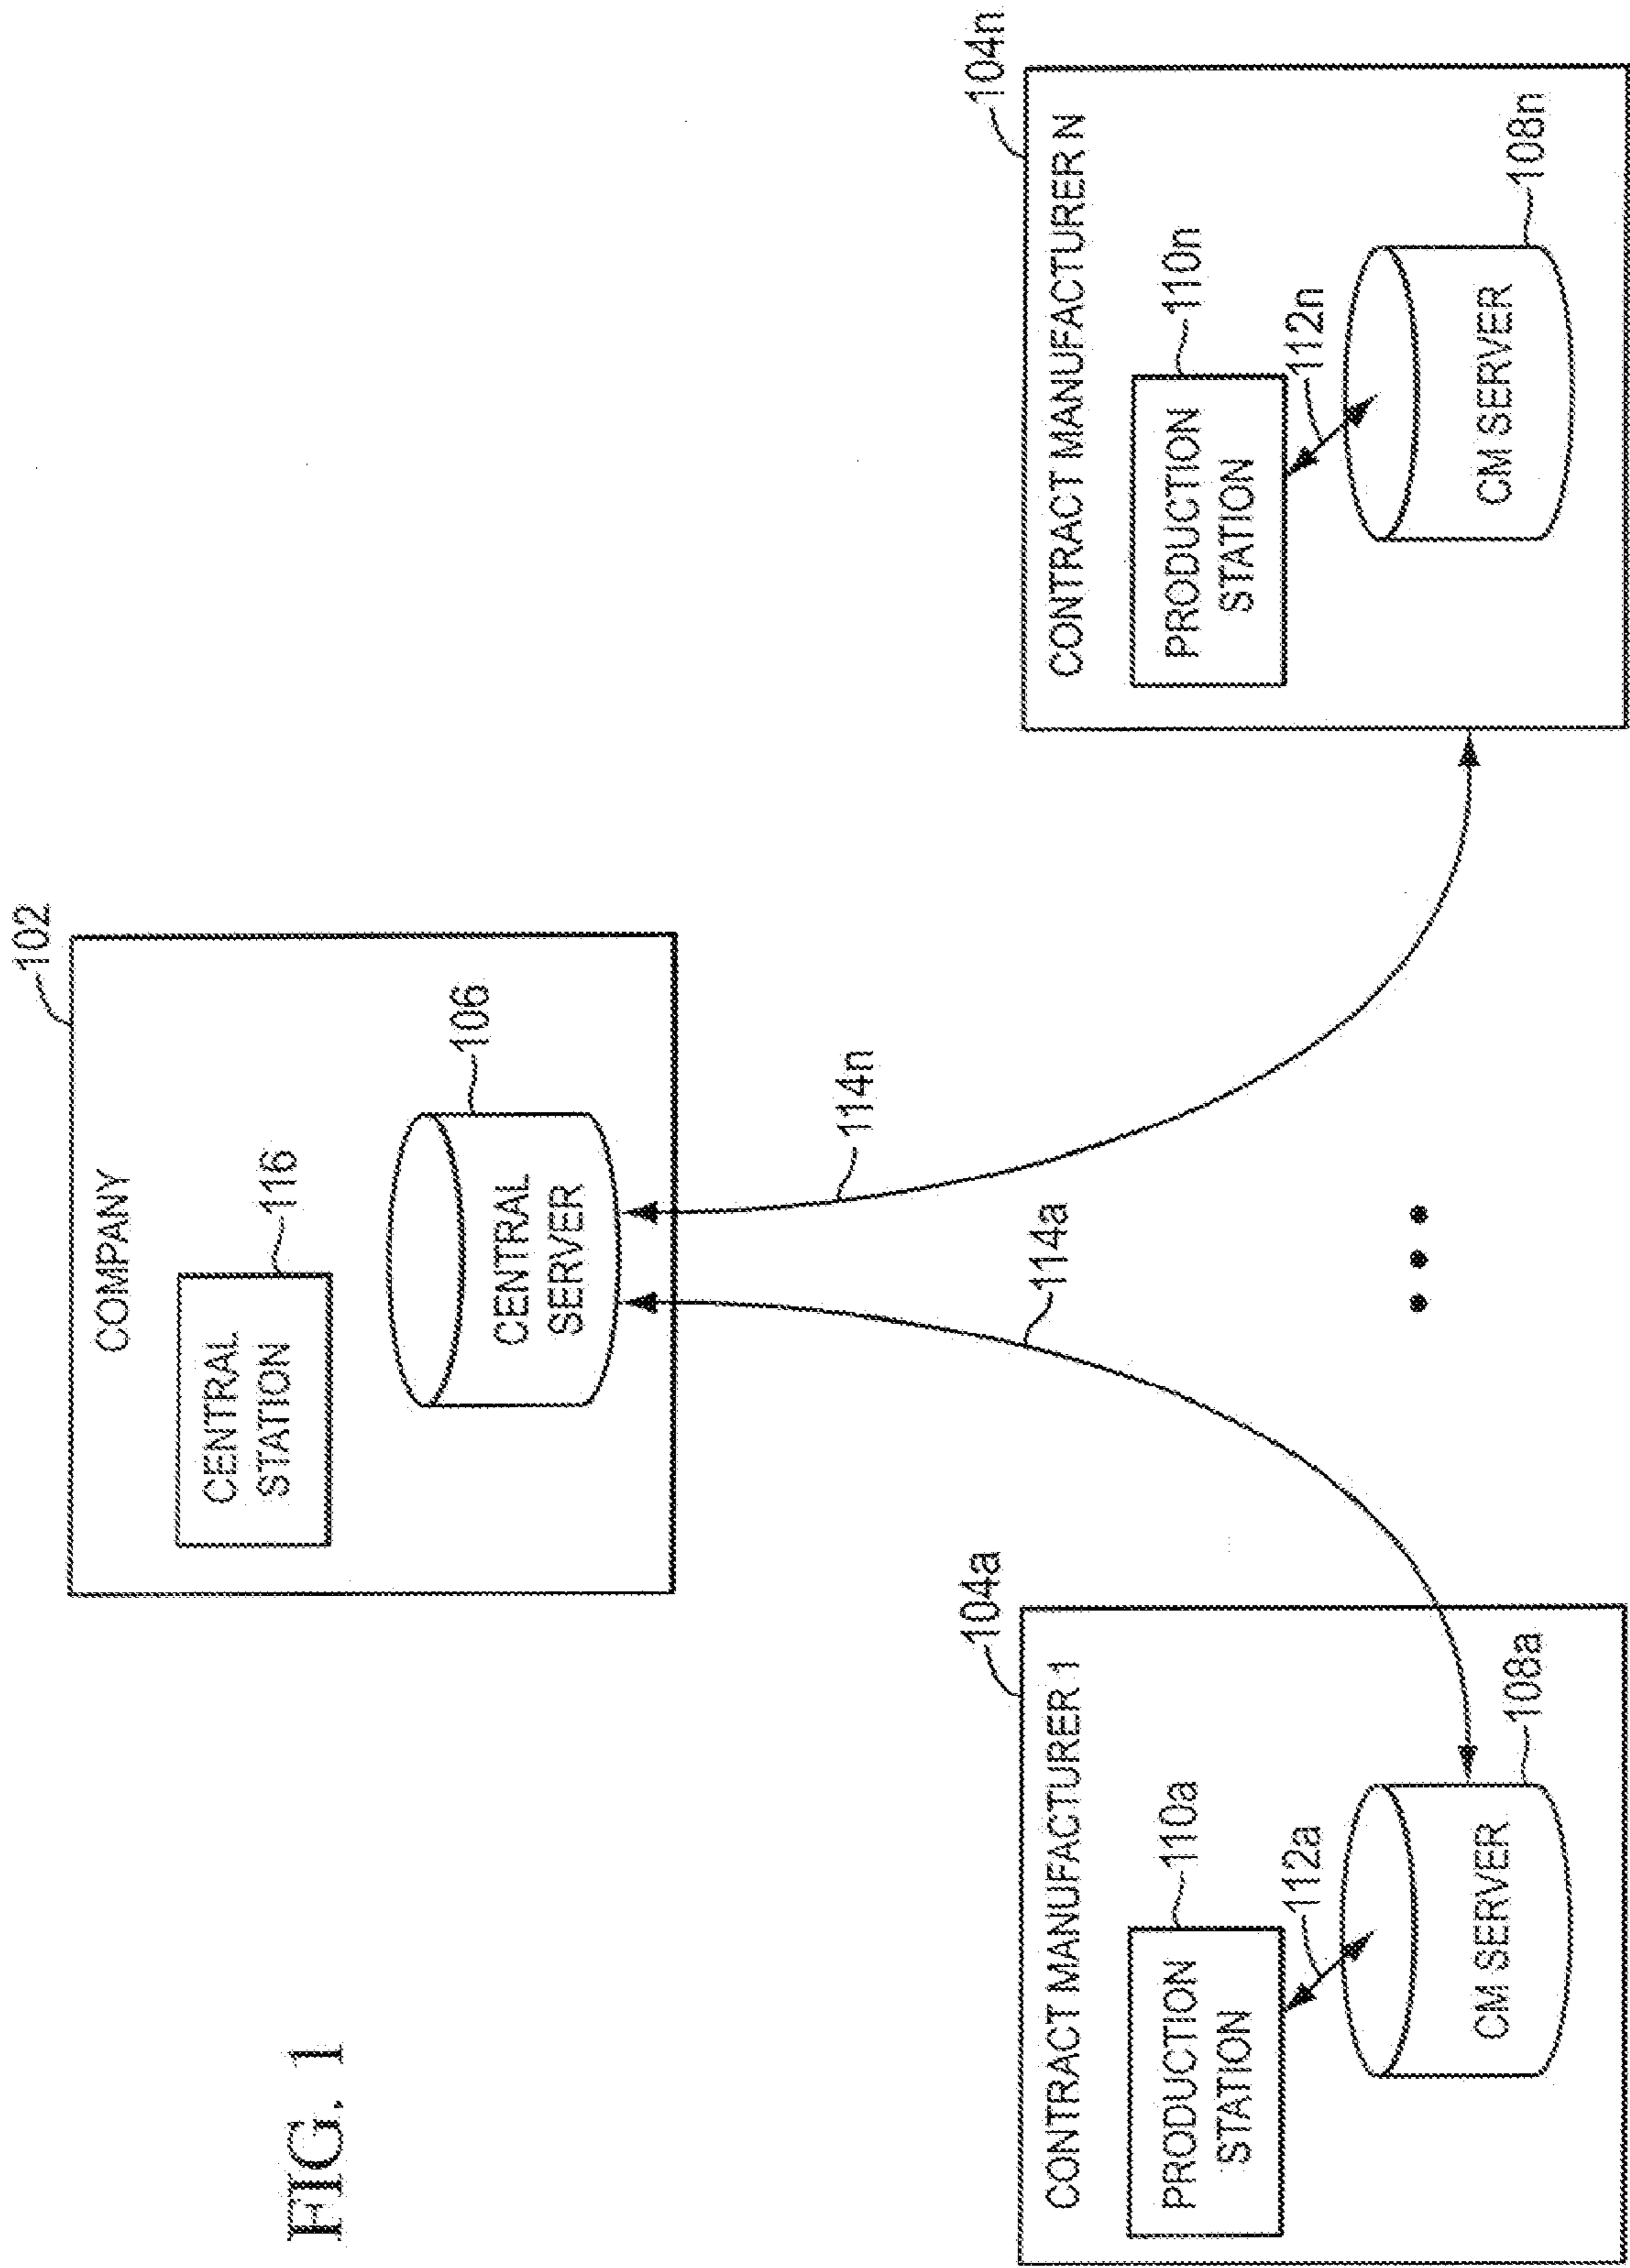 FIG. 1
COMPANY
102
CENTRAL
STATION
116
CENTRAL
SERVER
106
114a
114n
CONTRACT MANUFACTURER 1
104a
PRODUCTION
STATION
110a
112a
CM SERVER
108a
CONTRACT MANUFACTURER N
104n
PRODUCTION
STATION
110n
112n
CM SERVER
108n